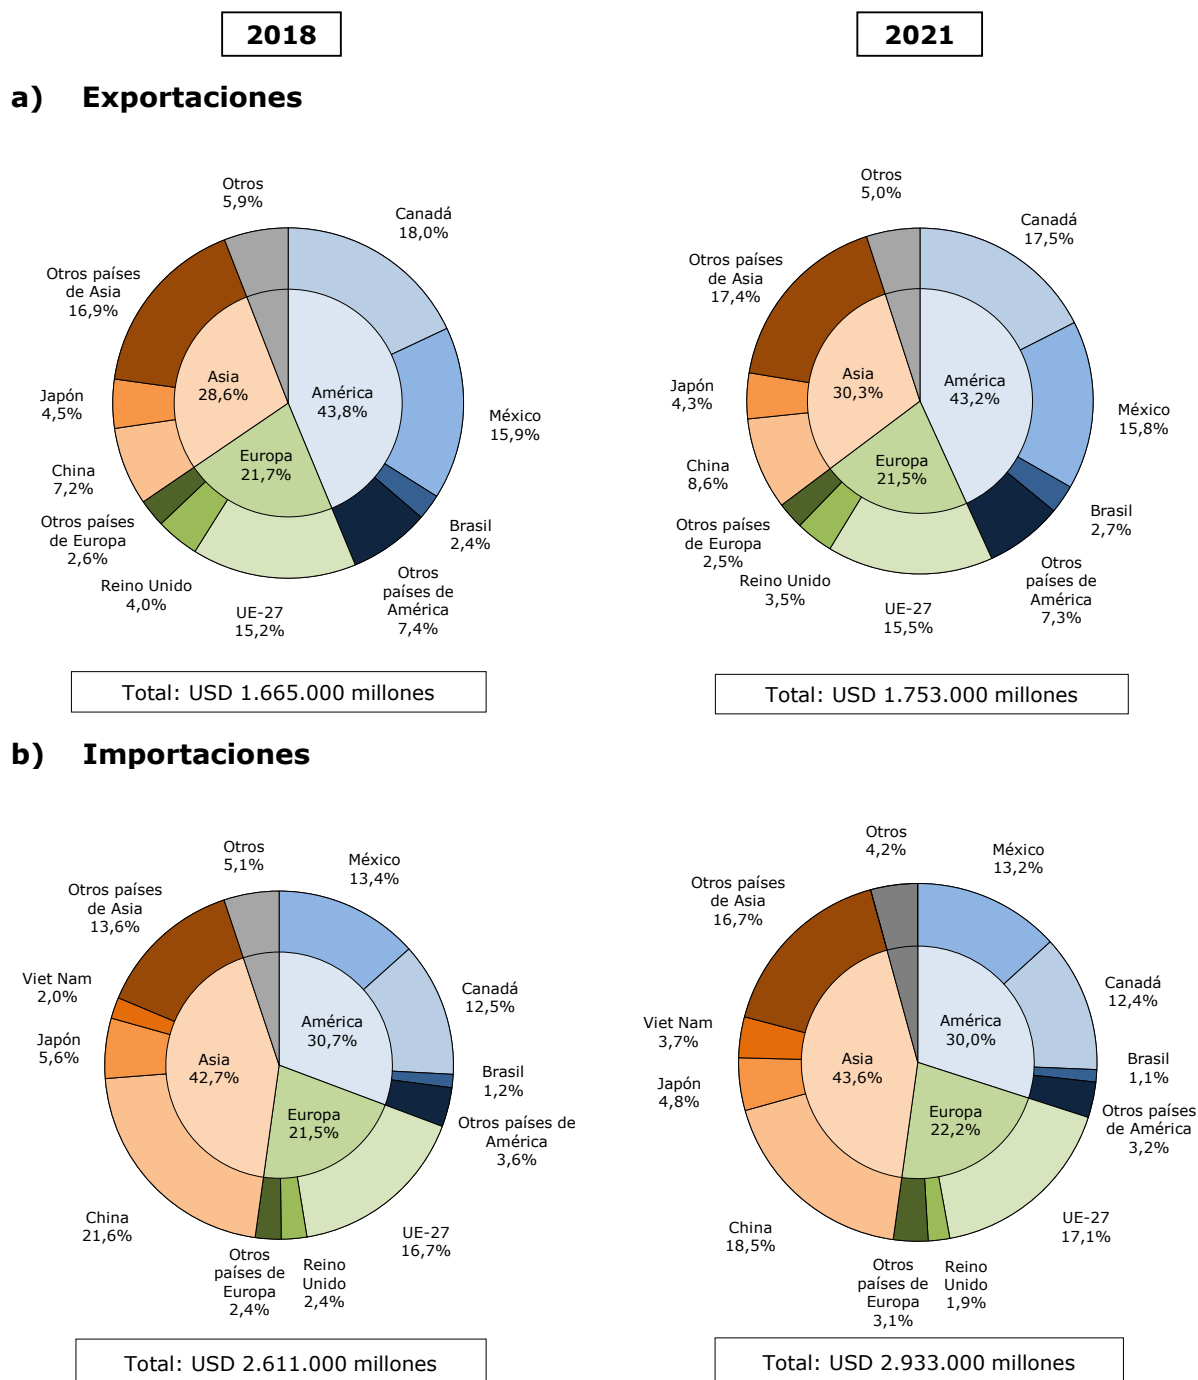 2018
2021
a) Exportaciones
Otros
5,9%
Canadá
18,0%
Otros países
de Asia
16,9%
Asia
28,6%
América
43,8%
Japón
4,5%
México
15,9%
Europa
21,7%
China
7,2%
Otros países
de Europa
2,6%
Brasil
2,4%
Reino Unido
4,0%
UE-27
15,2%
Otros
países de
América
7,4%
Total: USD 1.665.000 millones
Otros
5,0%
Canadá
17,5%
Otros países
de Asia
17,4%
Asia
30,3%
América
43,2%
Japón
4,3%
México
15,8%
Europa
21,5%
China
8,6%
Otros países
de Europa
2,5%
Brasil
2,7%
Reino Unido
3,5%
UE-27
15,5%
Otros
países de
América
7,3%
Total: USD 1.753.000 millones
b) Importaciones
Otros
5,1%
México
13,4%
Otros países
de Asia
13,6%
Viet Nam
2,0%
Canadá
12,5%
América
30,7%
Japón
5,6%
Asia
42,7%
Brasil
1,2%
Europa
21,5%
Otros países de
América
3,6%
China
21,6%
UE-27
16,7%
Otros
países de
Europa
2,4%
Reino
Unido
2,4%
Total: USD 2.611.000 millones
Otros
4,2%
México
13,2%
Otros países
de Asia
16,7%
Canadá
12,4%
Viet Nam
3,7%
América
30,0%
Asia
43,6%
Japón
4,8%
Brasil
1,1%
Europa
22,2%
Otros países
de América
3,2%
China
18,5%
UE-27
17,1%
Otros
países de
Europa
3,1%
Reino
Unido
1,9%
Total: USD 2.933.000 millones